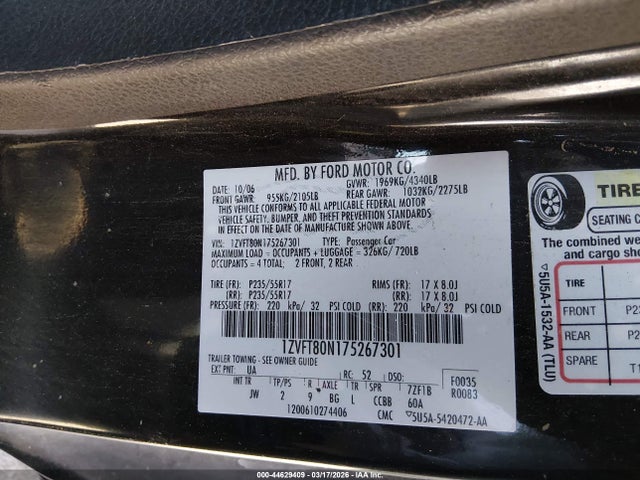 MFD. BY FORD MOTOR CO.
DATE: 10/06 GVWR: 1969KG/4340LB
FRONT GAWR: 955KG/2105LB REAR GAWR: 1032KG/2275LB
THIS VEHICLE CONFORMS TO ALL APPLICABLE FEDERAL MOTOR
VEHICLE SAFETY, BUMPER, AND THEFT PREVENTION STANDARDS
IN EFFECT ON THE DATE OF MANUFACTURE SHOWN ABOVE.
VIN: 1ZVFT80N175267301 TYPE: Passenger Car
MAXIMUM LOAD = OCCUPANTS + LUGGAGE = 326KG/720LB
OCCUPANTS = 4 TOTAL; 2 FRONT, 2 REAR
TIRE (FR): P235/55R17 RIMS (FR): 17 X 8.0J
(RR): P235/55R17 (RR): 17 X 8.0J
PRESSURE (FR): 220 kPa/ 32 PSI COLD (RR): 220 kPa/ 32 PSI COLD
1ZVFT80N175267301
TRAILER TOWING - SEE OWNER GUIDE
EXT PNT: UA RC: 52 DSO: F0035
INT TR TP/PS R AXLE TR SPR 7ZF1B R0083
JW 2 9 BG L CCBB 60A
1200610274406 CMC 5U5A-5420472-AA
TIRE
SEATING C
The combined we
and cargo sho
TIRE
FRONT P23
REAR P2
SPARE T1
5U5A-1532-AA (TLU)
000-44629409 - 03/17/2026 - IAA Inc.